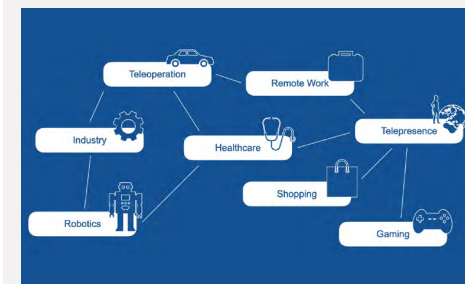 Teleoperation
Remote Work
Telepresence
Industry
Healthcare
Shopping
Robotics
Gaming